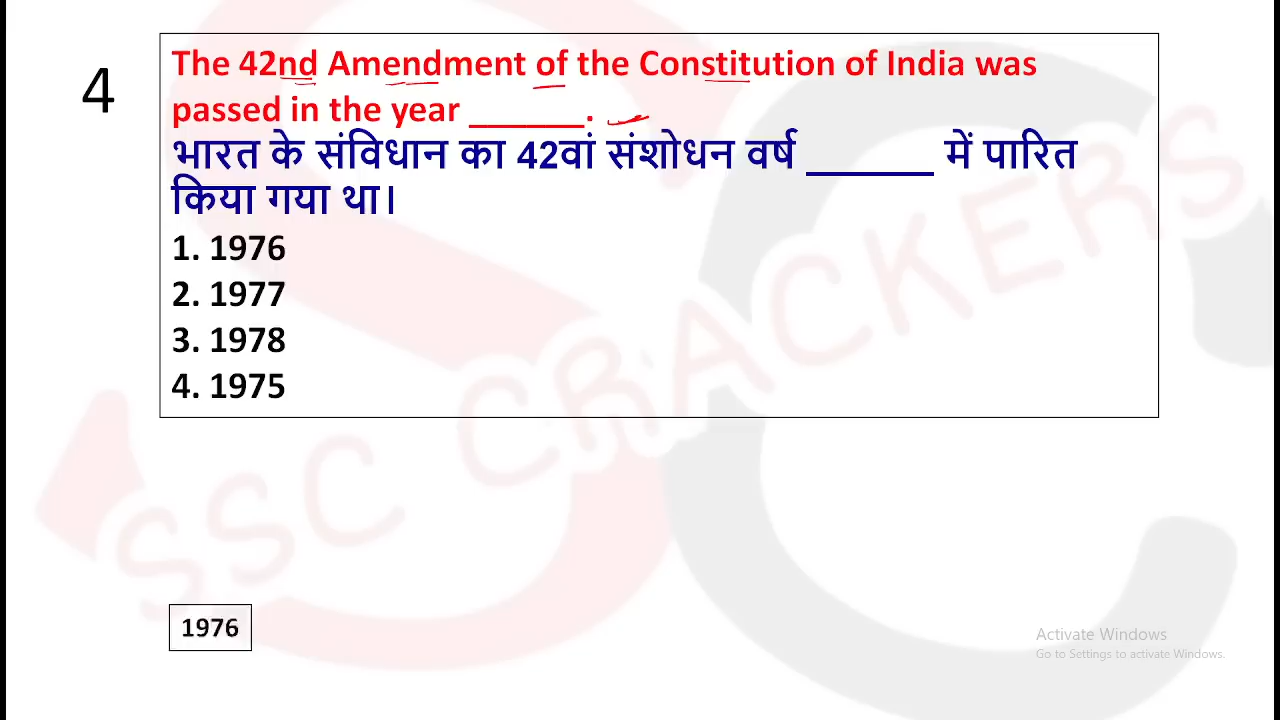 4
The 42nd Amendment of the Constitution of India was
passed in the year ______.
भारत के संविधान का 42वां संशोधन वर्ष ______ में पारित
किया गया था।
1. 1976
2. 1977
3. 1978
4. 1975
SSC CRACKERS
1976
Activate Windows
Go to Settings to activate Windows.